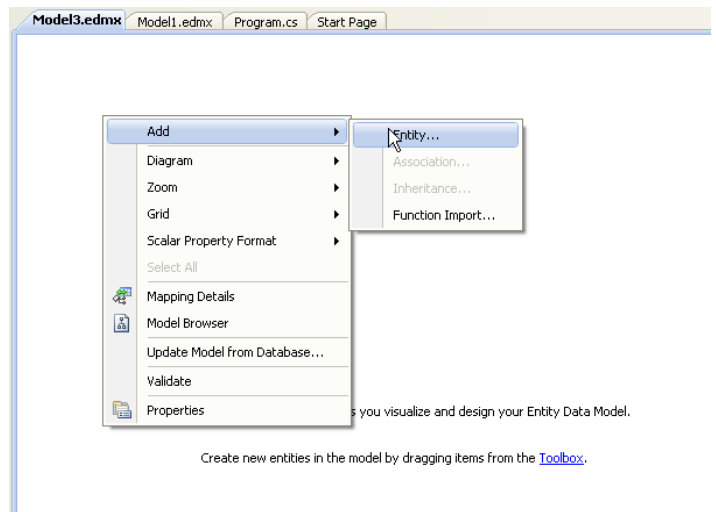 Model3.edmx Model1.edmx Program.cs Start Page
Add
Diagram
Zoom
Grid
Scalar Property Format
Select All
Mapping Details
Model Browser
Update Model from Database...
Validate
Properties
Entity...
Association...
Inheritance...
Function Import...
s you visualize and design your Entity Data Model.
Create new entities in the model by dragging items from the Toolbox.